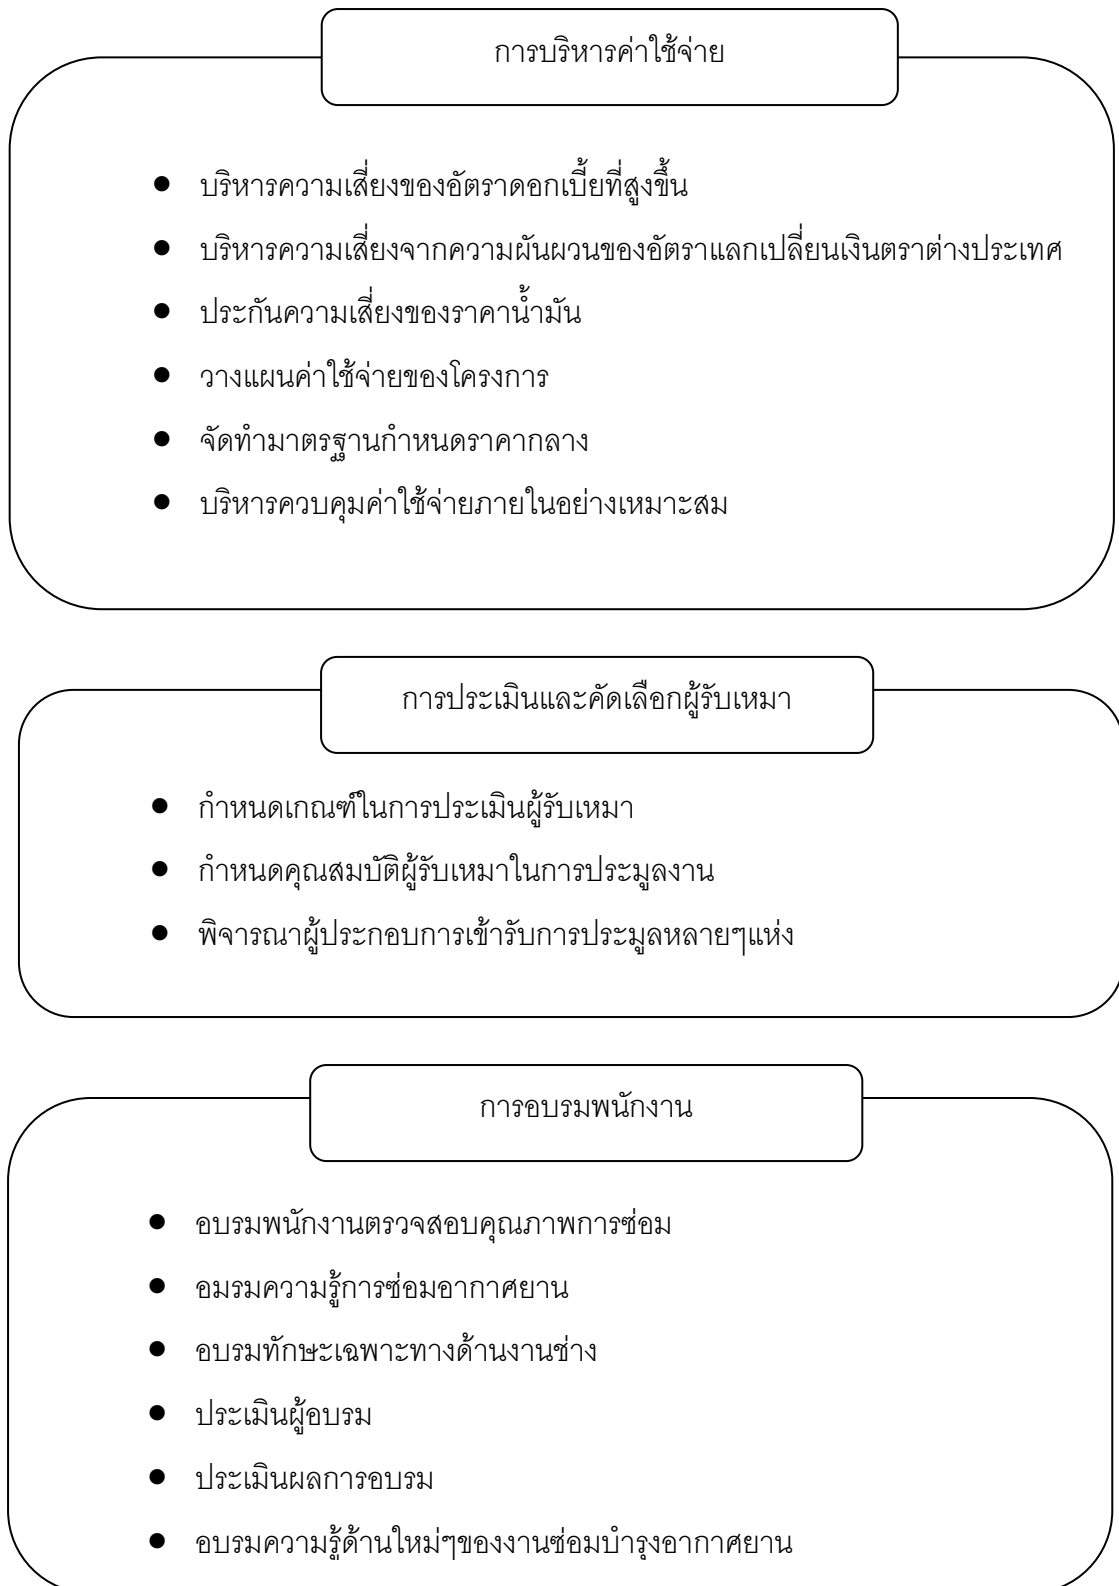 การบริหารค่าใช้จ่าย
● บริหารความเสี่ยงของอัตราดอกเบี้ยที่สูงขึ้น
● บริหารความเสี่ยงจากความผันผวนของอัตราแลกเปลี่ยนเงินตราต่างประเทศ
● ประกันความเสี่ยงของราคาน้ำมัน
● วางแผนค่าใช้จ่ายของโครงการ
● จัดทำมาตรฐานกำหนดราคากลาง
● บริหารควบคุมค่าใช้จ่ายภายในอย่างเหมาะสม
การประเมินและคัดเลือกผู้รับเหมา
● กำหนดเกณฑ์ในการประเมินผู้รับเหมา
● กำหนดคุณสมบัติผู้รับเหมาในการประมูลงาน
● พิจารณาผู้ประกอบการเข้ารับการประมูลหลายๆแห่ง
การอบรมพนักงาน
● อบรมพนักงานตรวจสอบคุณภาพการซ่อม
● อมรมความรู้การซ่อมอากาศยาน
● อบรมทักษะเฉพาะทางด้านงานช่าง
● ประเมินผู้อบรม
● ประเมินผลการอบรม
● อบรมความรู้ด้านใหม่ๆของงานซ่อมบำรุงอากาศยาน